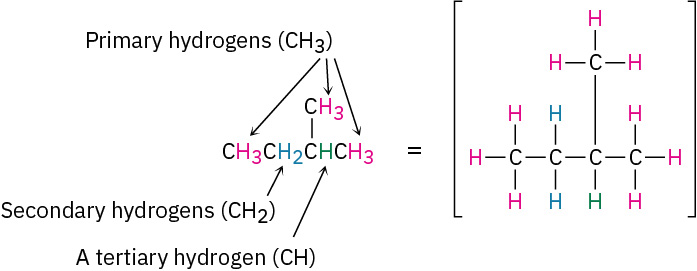 Primary hydrogens (CH₃)
CH₃
CH₃CH₂CHCH₃
=
Secondary hydrogens (CH₂)
A tertiary hydrogen (CH)
H
H C H
H H H
H C C C C H
H H H H